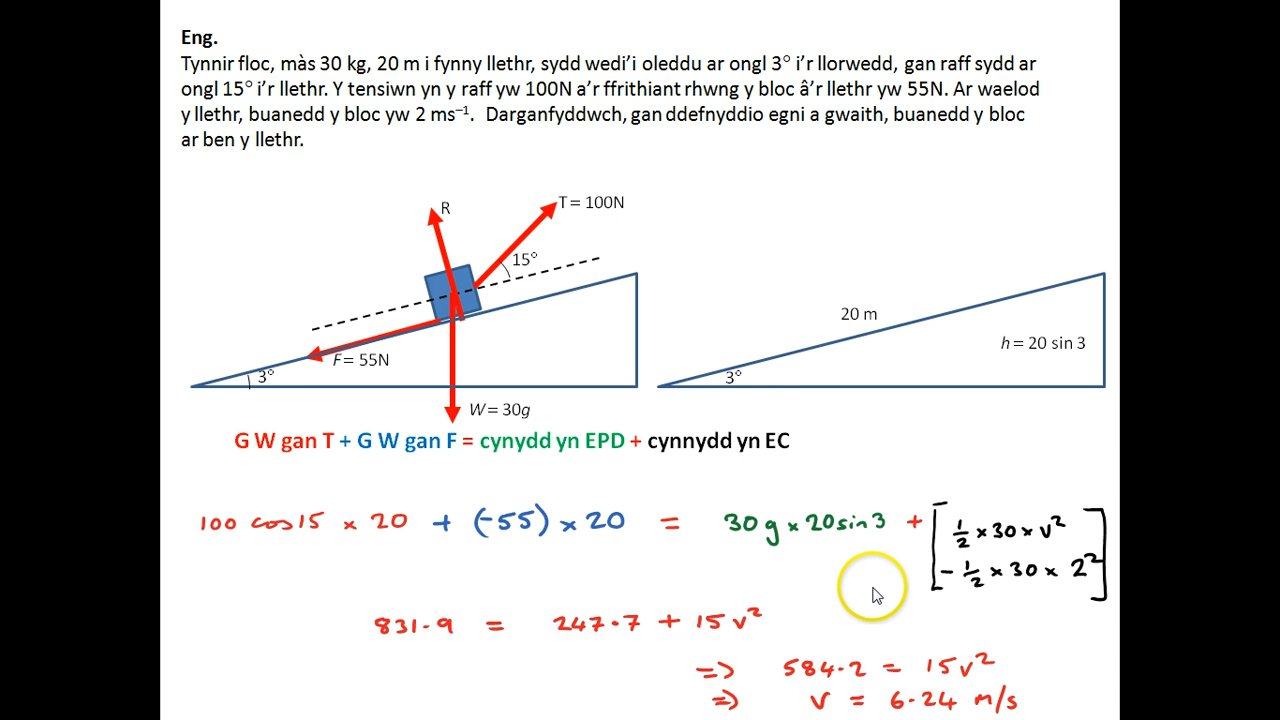 Eng.
Tynnir floc, màs 30 kg, 20 m i fynny llethr, sydd wedi’i oleddu ar ongl 3° i’r llorwedd, gan raff sydd ar
ongl 15° i’r llethr. Y tensiwn yn y raff yw 100N a’r ffrithiant rhwng y bloc â’r llethr yw 55N. Ar waelod
y llethr, buanedd y bloc yw 2 ms⁻¹. Darganfyddwch, gan ddefnyddio egni a gwaith, buanedd y bloc
ar ben y llethr.
R
T = 100N
15°
F = 55N
3°
W = 30g
20 m
h = 20 sin 3
3°
G W gan T + G W gan F = cynydd yn EPD + cynnydd yn EC
100 cos 15 × 20 + (-55) × 20 = 30g × 20 sin 3 + [½ × 30 × v²
- ½ × 30 × 2²]
831.9 = 247.7 + 15v²
=> 584.2 = 15v²
=> v = 6.24 m/s